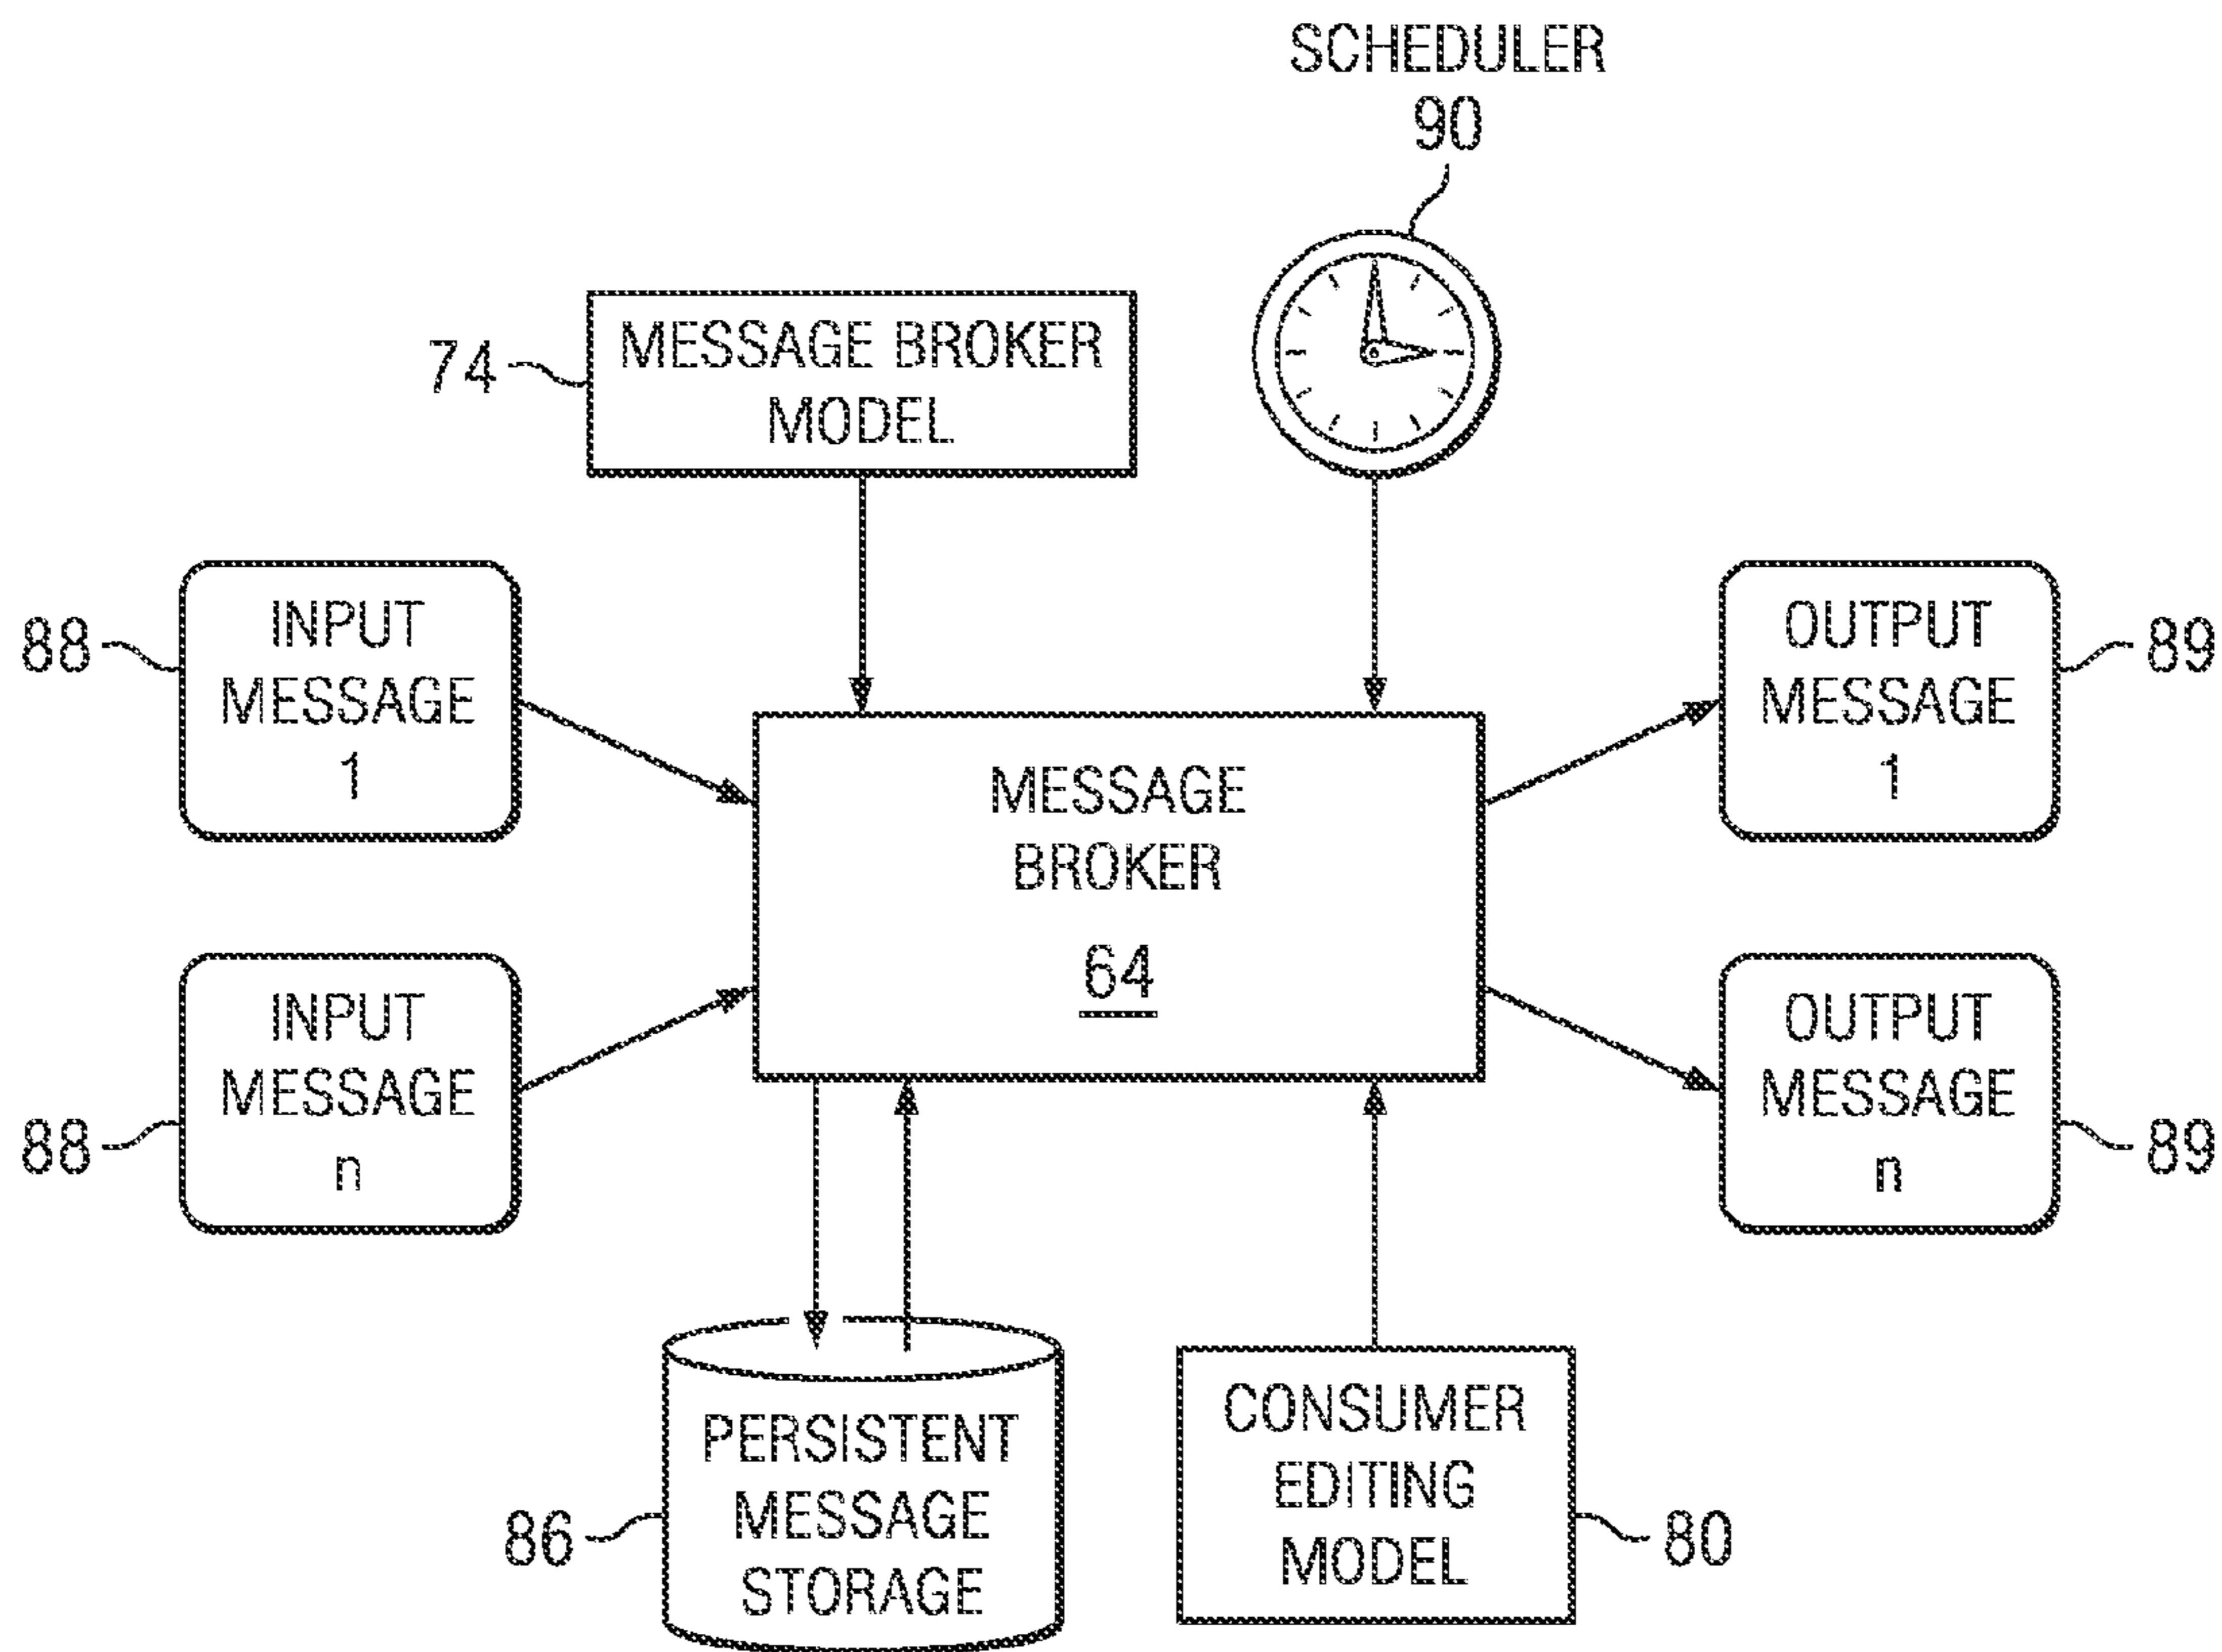 SCHEDULER
90
74
MESSAGE BROKER
MODEL
88
INPUT
MESSAGE
1
OUTPUT
MESSAGE
1
89
MESSAGE
BROKER
64
88
INPUT
MESSAGE
n
OUTPUT
MESSAGE
n
89
86
PERSISTENT
MESSAGE
STORAGE
CONSUMER
EDITING
MODEL
80